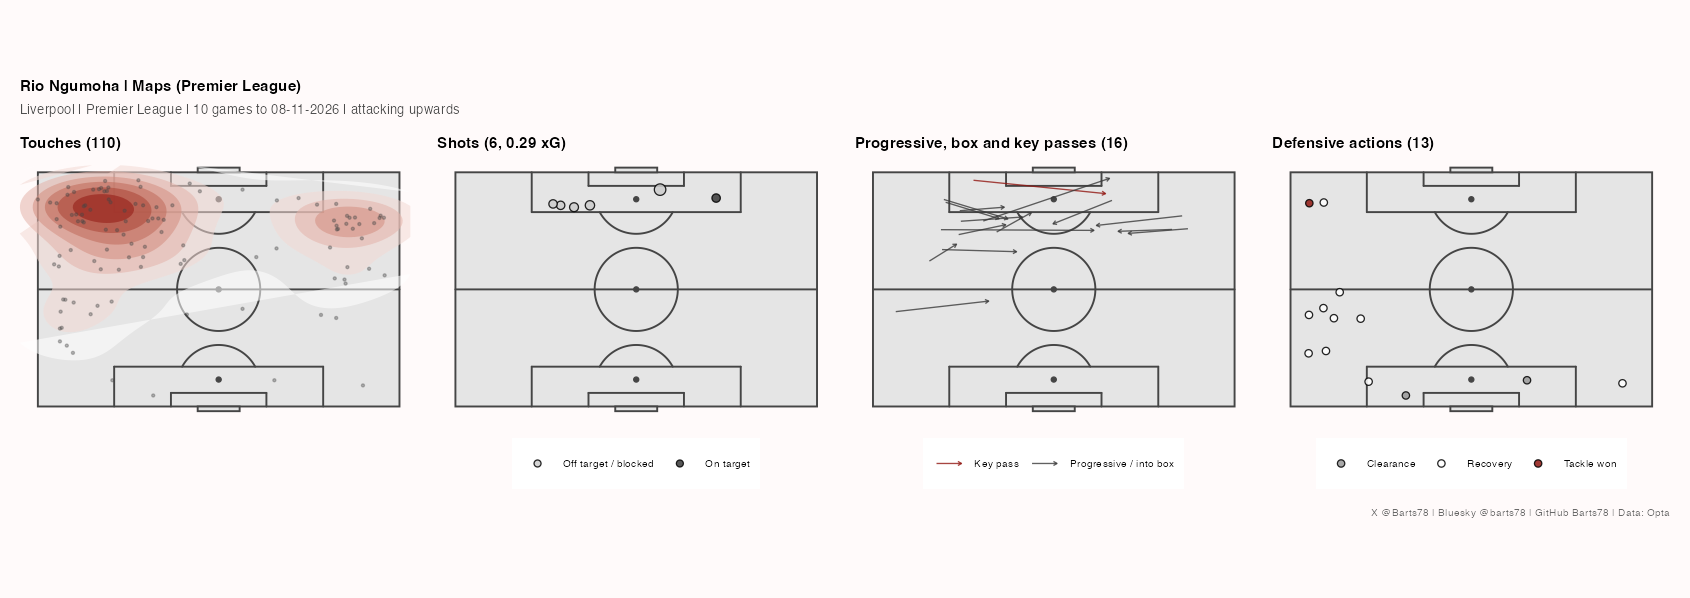 Rio Ngumoha | Maps (Premier League)
Liverpool | Premier League | 10 games to 08-11-2026 | attacking upwards
Touches (110)
Shots (6, 0.29 xG)
Progressive, box and key passes (16)
Defensive actions (13)
Off target / blocked
On target
Key pass
Progressive / into box
Clearance
Recovery
Tackle won
X @Barts78 | Bluesky @barts78 | GitHub Barts78 | Data: Opta